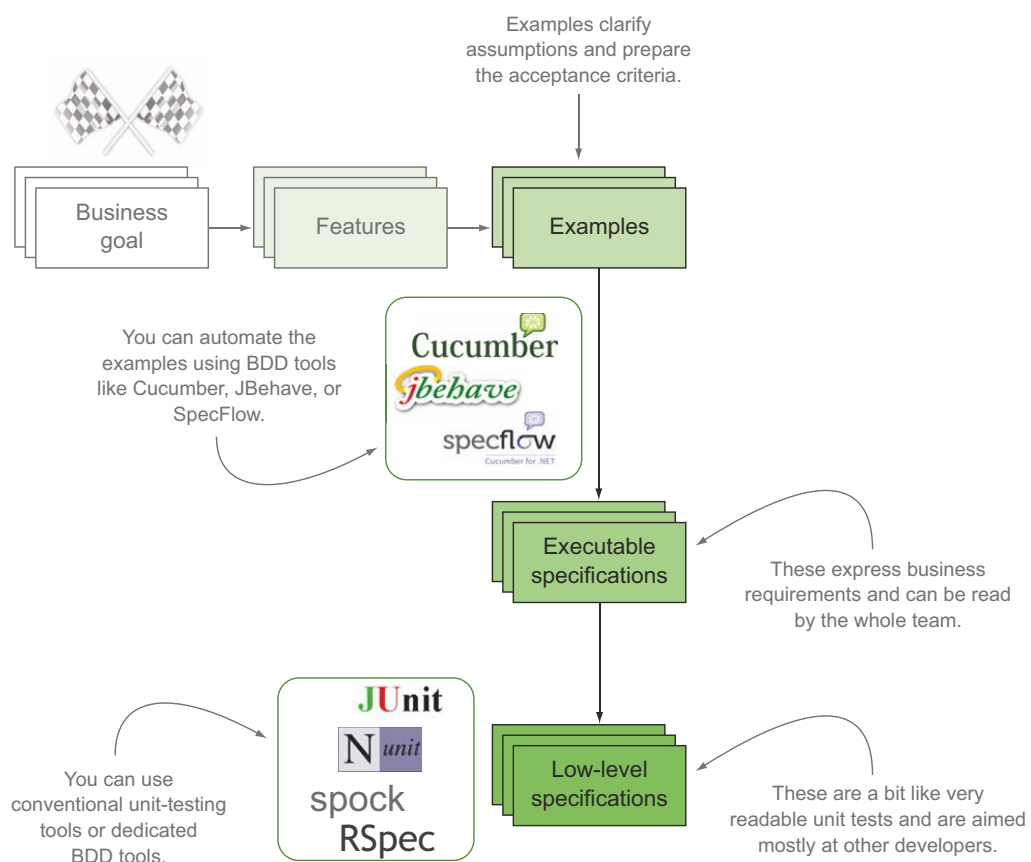 Examples clarify
assumptions and prepare
the acceptance criteria.
Business
goal
Features
Examples
You can automate the
examples using BDD tools
like Cucumber, JBehave, or
SpecFlow.
Cucumber
jbehave
specflow
Cucumber for .NET
Executable
specifications
These express business
requirements and can be read
by the whole team.
JUnit
N unit
spock
RSpec
Low-level
specifications
You can use
conventional unit-testing
tools or dedicated
BDD tools.
These are a bit like very
readable unit tests and are aimed
mostly at other developers.